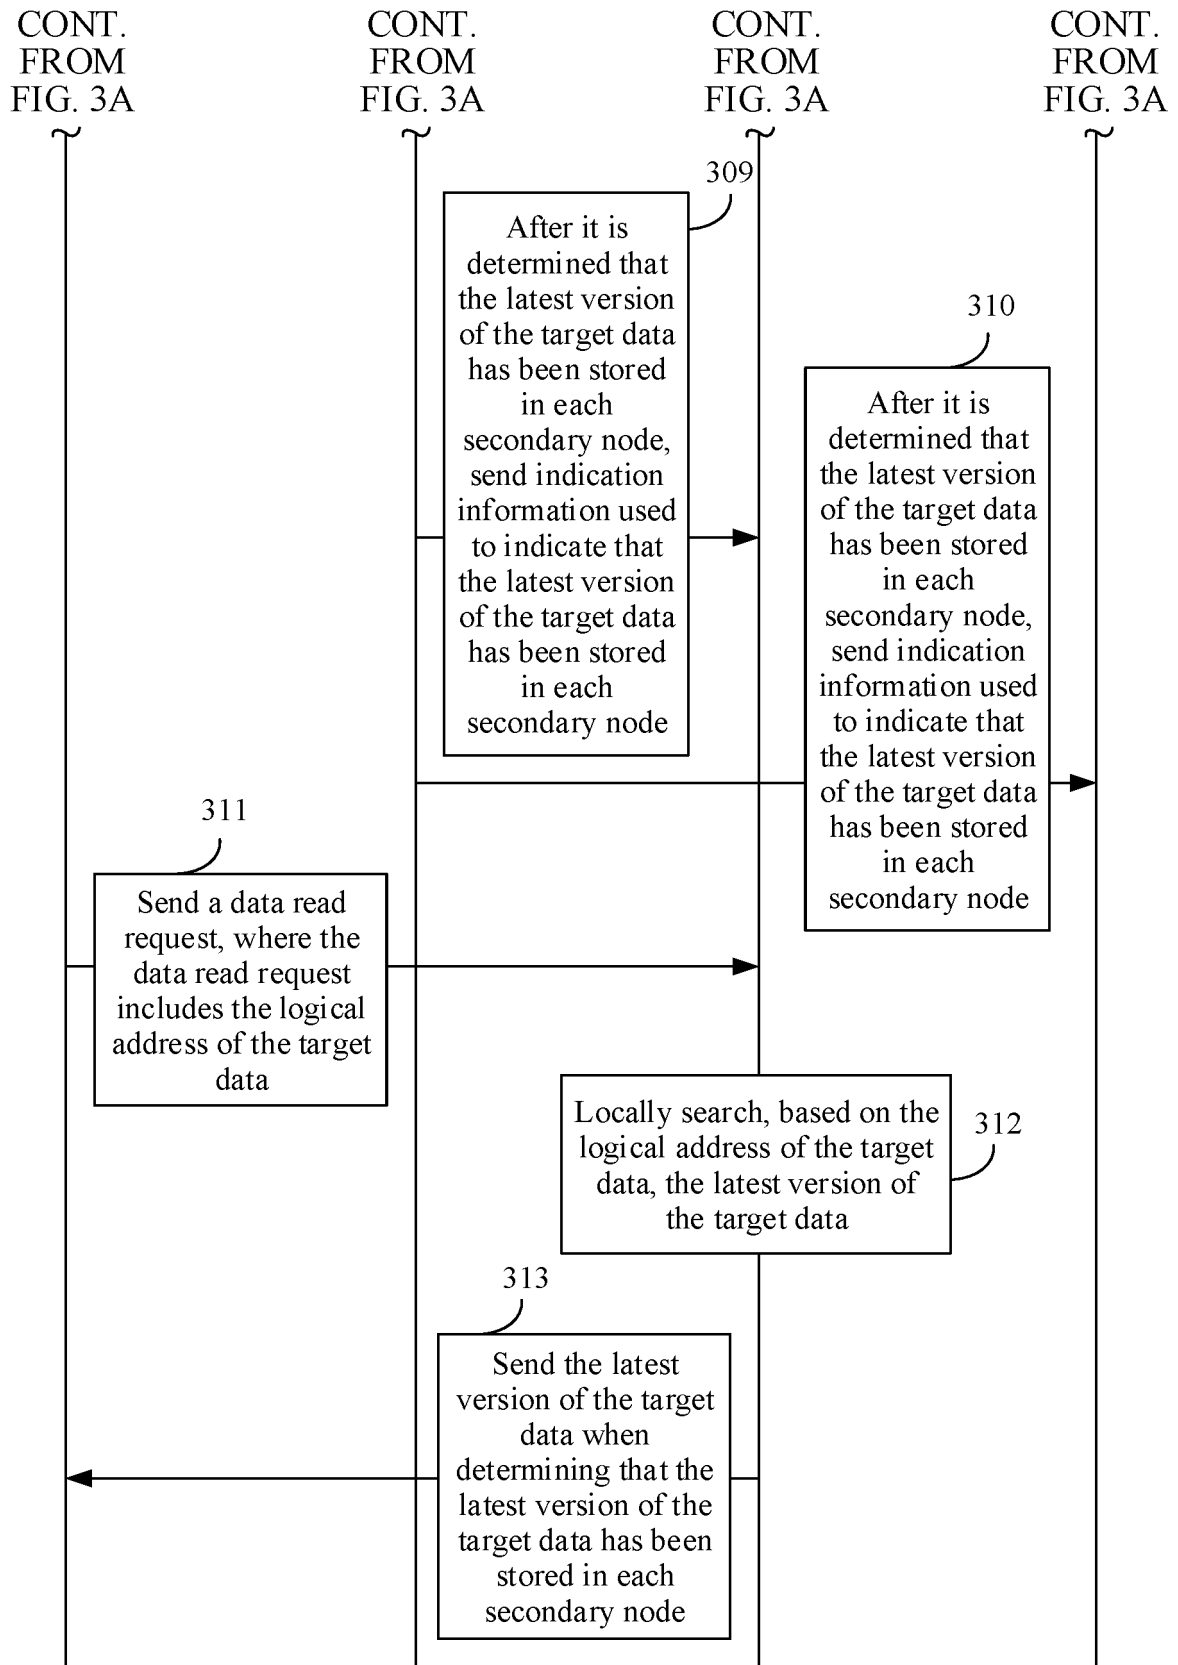 CONT.
FROM
FIG. 3A
CONT.
FROM
FIG. 3A
CONT.
FROM
FIG. 3A
CONT.
FROM
FIG. 3A
309
After it is
determined that
the latest version
of the target data
has been stored
in each
secondary node,
send indication
information used
to indicate that
the latest version
of the target data
has been stored
in each
secondary node
310
After it is
determined that
the latest version
of the target data
has been stored
in each
secondary node,
send indication
information used
to indicate that
the latest version
of the target data
has been stored
in each
secondary node
311
Send a data read
request, where the
data read request
includes the logical
address of the target
data
312
Locally search, based on the
logical address of the target
data, the latest version of
the target data
313
Send the latest
version of the target
data when
determining that the
latest version of the
target data has been
stored in each
secondary node